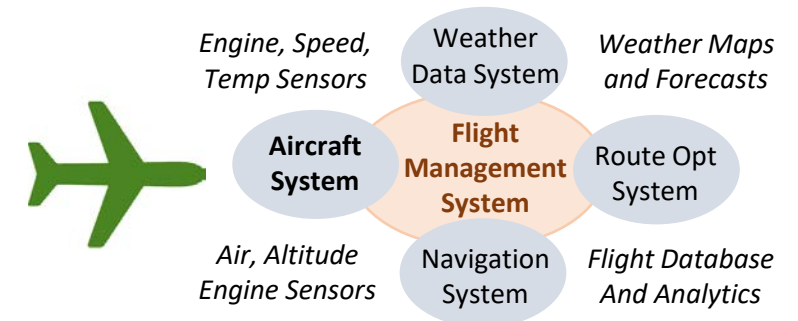 Engine, Speed,
Temp Sensors
Weather
Data System
Weather Maps
and Forecasts
Aircraft
System
Flight
Management
System
Route Opt
System
Air, Altitude
Engine Sensors
Navigation
System
Flight Database
And Analytics